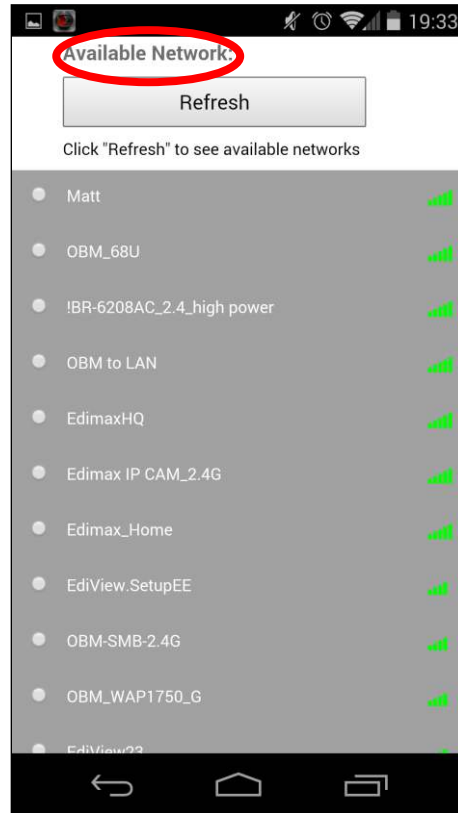 19:33
Available Network:
Refresh
Click "Refresh" to see available networks
Matt
OBM_68U
!BR-6208AC_2.4_high power
OBM to LAN
EdimaxHQ
Edimax IP CAM_2.4G
Edimax_Home
EdiView.SetupEE
OBM-SMB-2.4G
OBM_WAP1750_G
EdiView23